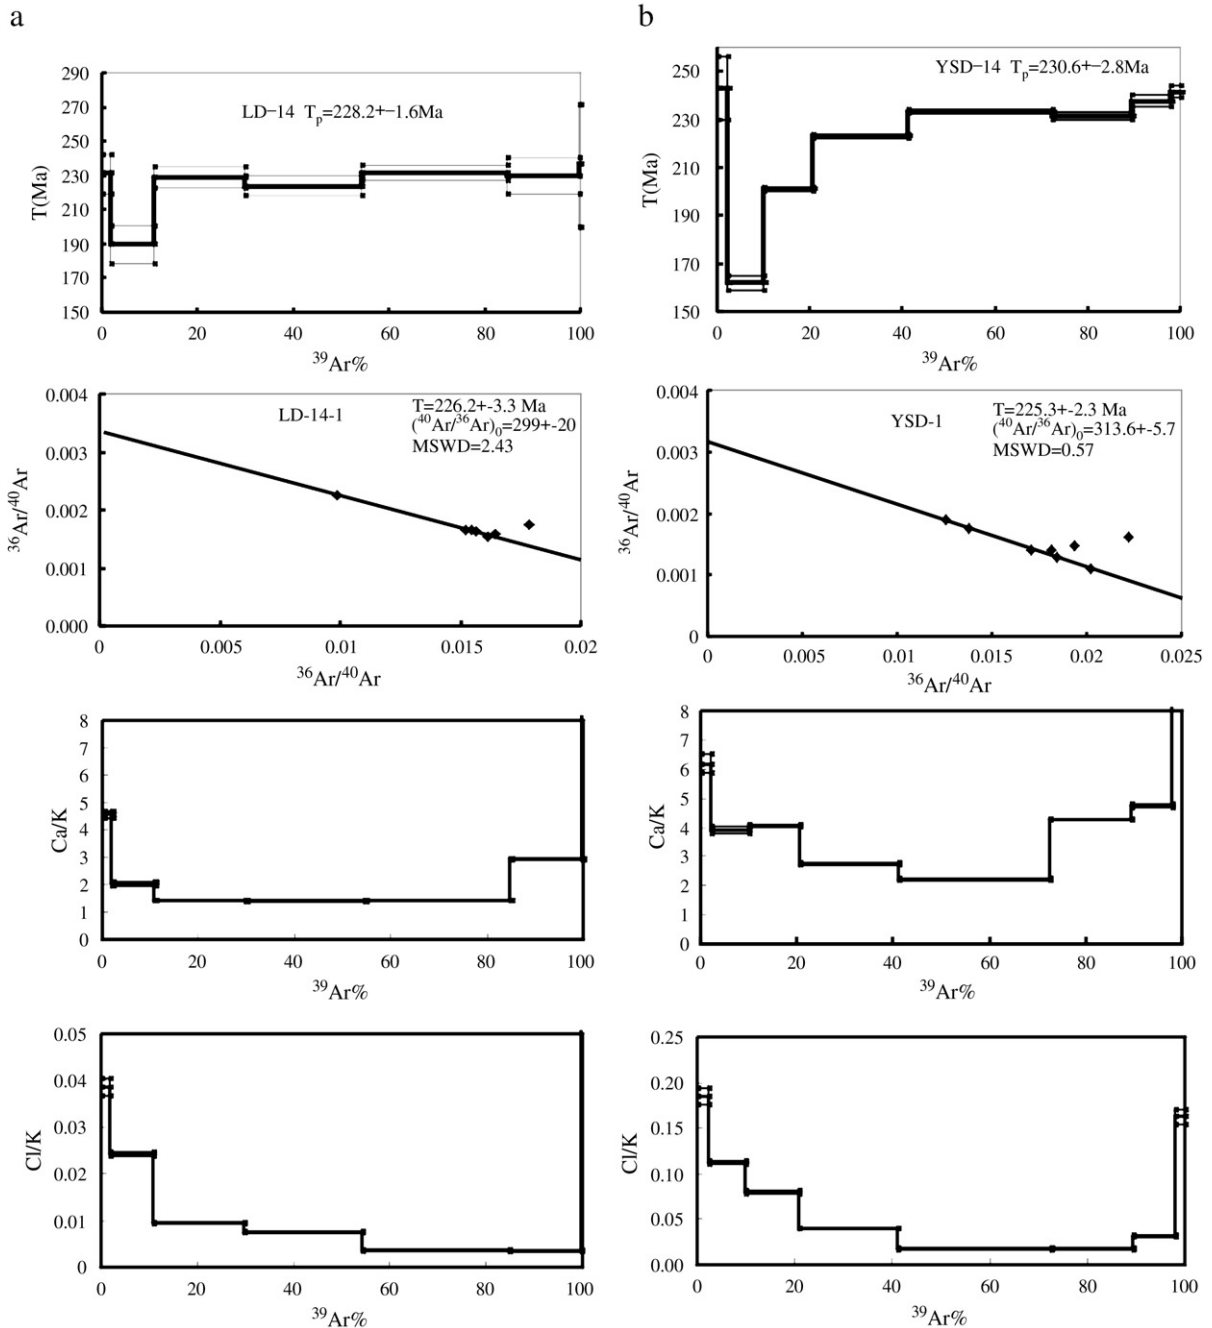 a
LD−14 Tp=228.2+−1.6Ma
T(Ma)
290
270
250
230
210
190
170
150
0 20 40 60 80 100
39Ar%
b
YSD−14 Tp=230.6+−2.8Ma
T(Ma)
250
230
210
190
170
150
0 20 40 60 80 100
39Ar%
LD-14-1
T=226.2+-3.3 Ma
(40Ar/36Ar)0=299+-20
MSWD=2.43
36Ar/40Ar
0.004
0.003
0.002
0.001
0.000
0 0.005 0.01 0.015 0.02
36Ar/40Ar
YSD-1
T=225.3+-2.3 Ma
(40Ar/36Ar)0=313.6+-5.7
MSWD=0.57
36Ar/40Ar
0.004
0.003
0.002
0.001
0
0 0.005 0.01 0.015 0.02 0.025
36Ar/40Ar
Ca/K
8
7
6
5
4
3
2
1
0
0 20 40 60 80 100
39Ar%
Ca/K
8
7
6
5
4
3
2
1
0
0 20 40 60 80 100
39Ar%
Cl/K
0.05
0.04
0.03
0.02
0.01
0
0 20 40 60 80 100
39Ar%
Cl/K
0.25
0.20
0.15
0.10
0.05
0.00
0 20 40 60 80 100
39Ar%